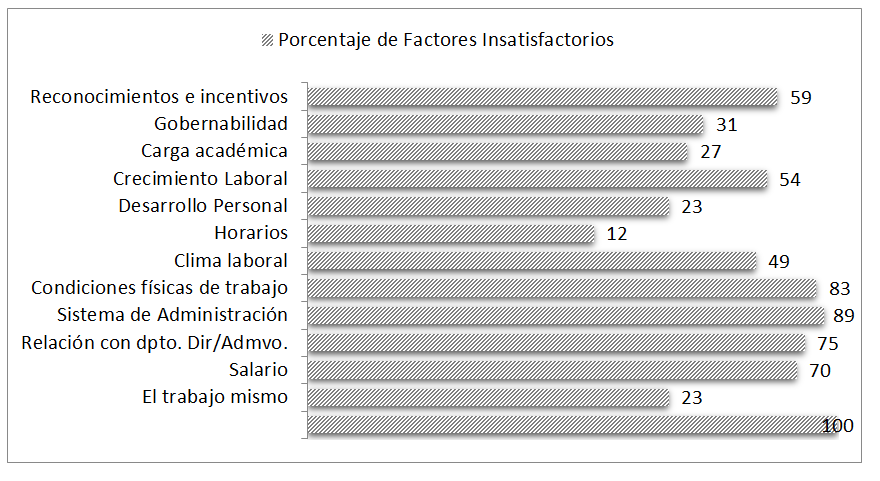 Porcentaje de Factores Insatisfactorios
Reconocimientos e incentivos 59
Gobernabilidad 31
Carga académica 27
Crecimiento Laboral 54
Desarrollo Personal 23
Horarios 12
Clima laboral 49
Condiciones físicas de trabajo 83
Sistema de Administración 89
Relación con dpto. Dir/Admvo. 75
Salario 70
El trabajo mismo 23
100